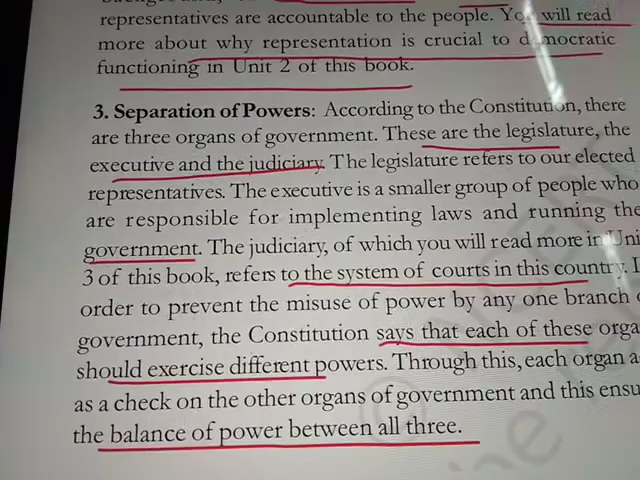 representatives are accountable to the people. You will read
more about why representation is crucial to democratic
functioning in Unit 2 of this book.
3. Separation of Powers: According to the Constitution, there
are three organs of government. These are the legislature, the
executive and the judiciary. The legislature refers to our elected
representatives. The executive is a smaller group of people who
are responsible for implementing laws and running the
government. The judiciary, of which you will read more in Uni
3 of this book, refers to the system of courts in this country. I
order to prevent the misuse of power by any one branch o
government, the Constitution says that each of these orga
should exercise different powers. Through this, each organ a
as a check on the other organs of government and this ensu
the balance of power between all three.